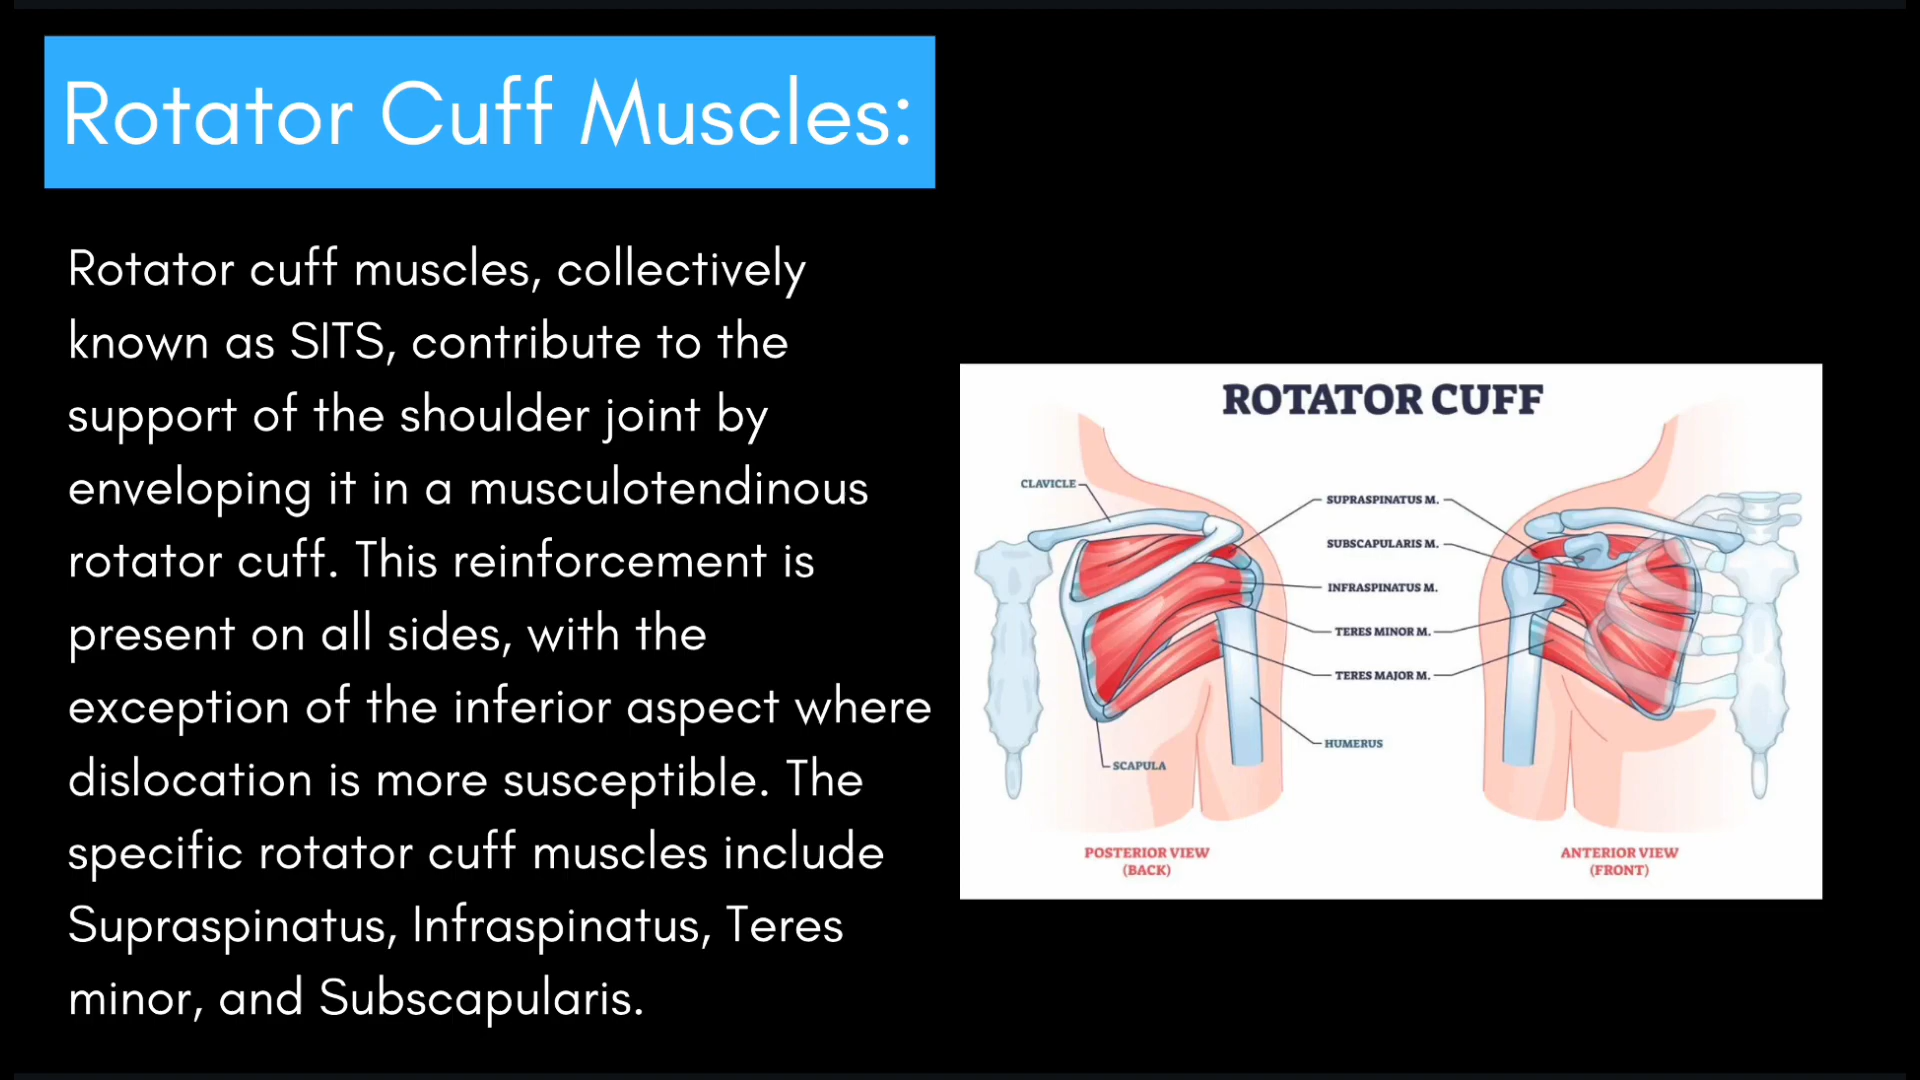 Rotator Cuff Muscles:
Rotator cuff muscles, collectively
known as SITS, contribute to the
support of the shoulder joint by
enveloping it in a musculotendinous
rotator cuff. This reinforcement is
present on all sides, with the
exception of the inferior aspect where
dislocation is more susceptible. The
specific rotator cuff muscles include
Supraspinatus, Infraspinatus, Teres
minor, and Subscapularis.
ROTATOR CUFF
CLAVICLE
SUPRASPINATUS M.
SUBSCAPULARIS M.
INFRASPINATUS M.
TERES MINOR M.
TERES MAJOR M.
HUMERUS
SCAPULA
POSTERIOR VIEW
(BACK)
ANTERIOR VIEW
(FRONT)